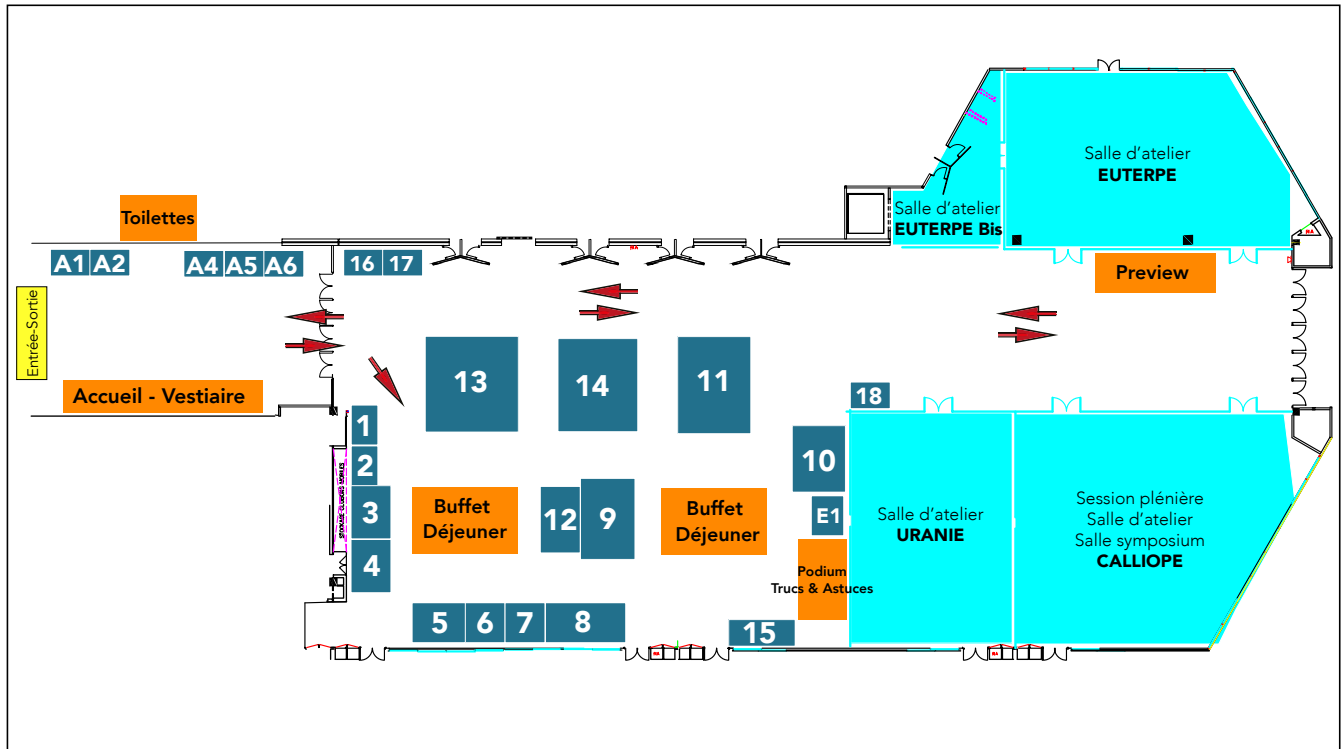 Salle d'atelier
EUTERPE
Salle d'atelier
EUTERPE Bis
Toilettes
A1 A2
A4 A5 A6
16 17
Preview
Entrée-Sortie
Accueil - Vestiaire
13
14
11
18
1
2
3
4
10
E1
12
9
Buffet
Déjeuner
Buffet
Déjeuner
Salle d'atelier
URANIE
Session plénière
Salle d'atelier
Salle symposium
CALLIOPE
Podium
Trucs & Astuces
5 6 7 8
15